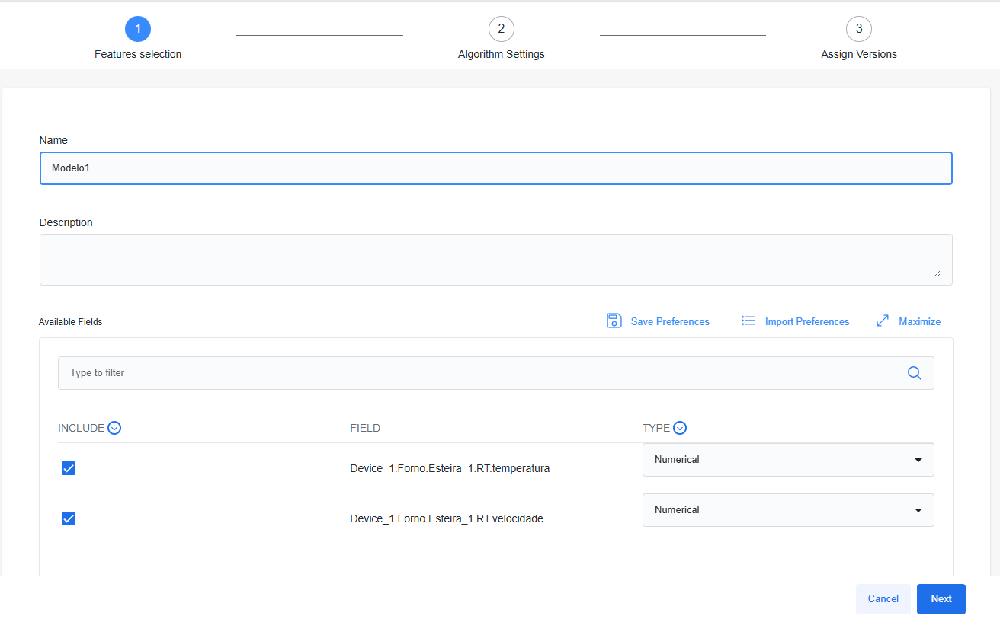 1
Features selection
2
Algorithm Settings
3
Assign Versions
Name
Modelo1
Description
Available Fields
Save Preferences
Import Preferences
Maximize
Type to filter
INCLUDE FIELD TYPE
Device_1.Forno.Esteira_1.RT.temperatura Numerical
Device_1.Forno.Esteira_1.RT.velocidade Numerical
Cancel Next